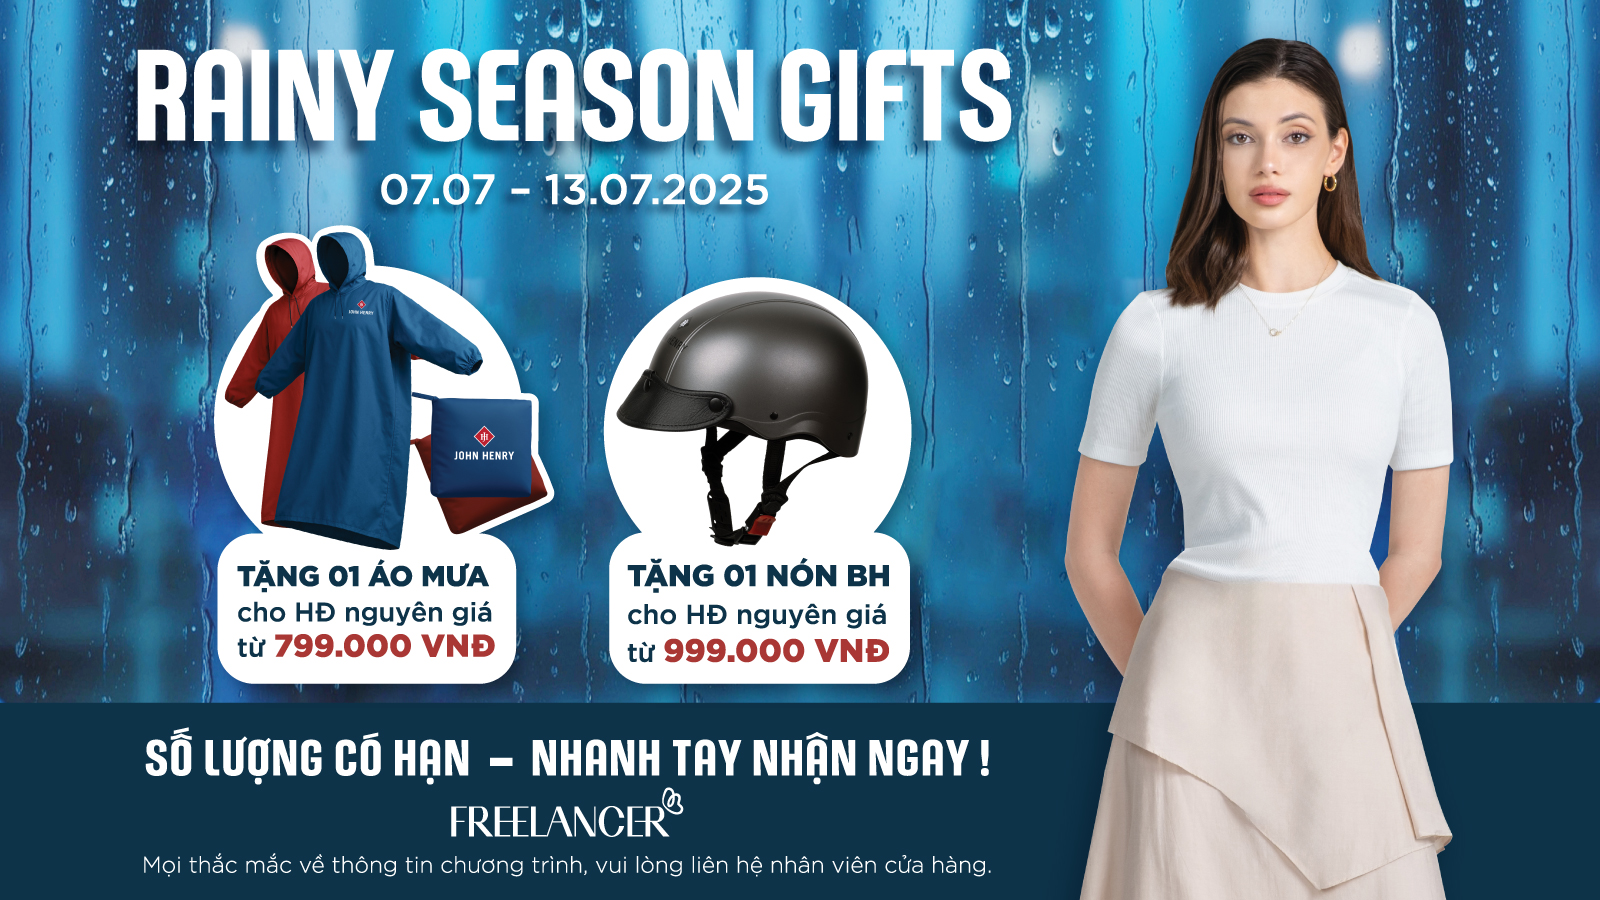 RAINY SEASON GIFTS
07.07 – 13.07.2025
JOHN HENRY
JOHN HENRY
TẶNG 01 ÁO MƯA
cho HĐ nguyên giá
từ 799.000 VNĐ
TẶNG 01 NÓN BH
cho HĐ nguyên giá
từ 999.000 VNĐ
SỐ LƯỢNG CÓ HẠN – NHANH TAY NHẬN NGAY !
FREELANCER
Mọi thắc mắc về thông tin chương trình, vui lòng liên hệ nhân viên cửa hàng.